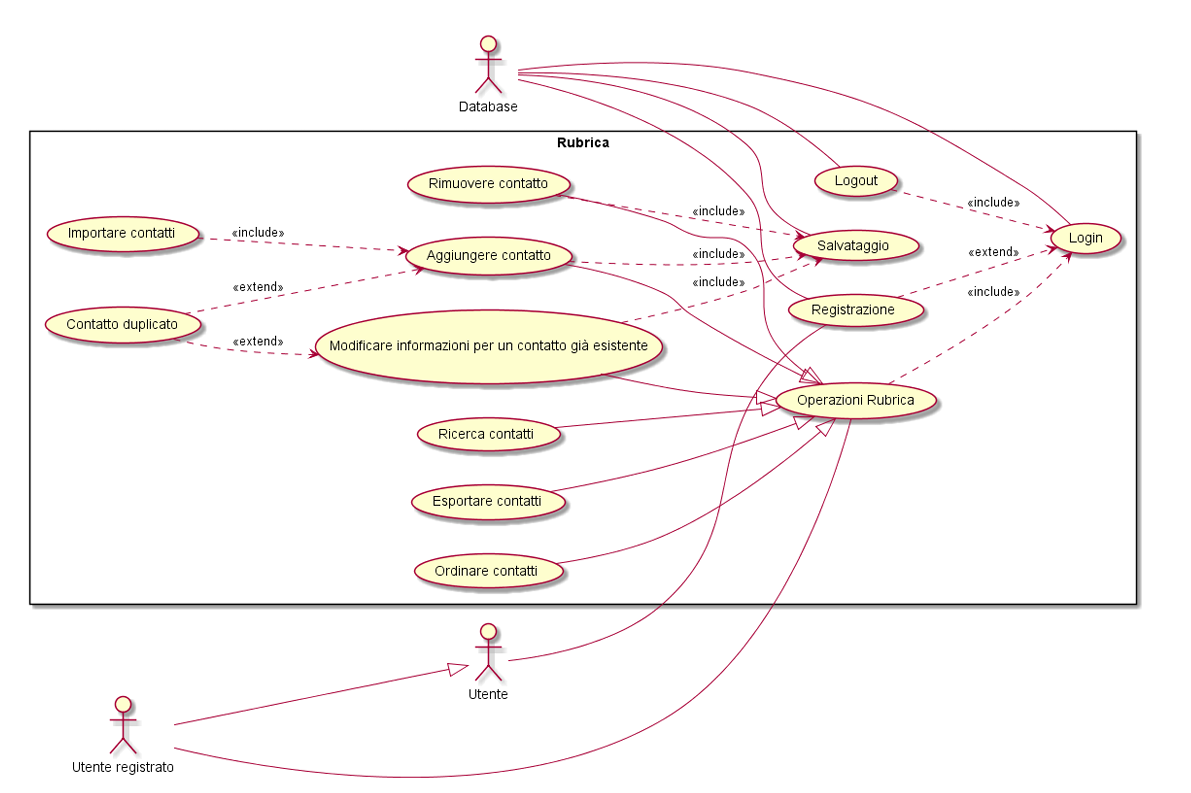 Database
Rubrica
Rimuovere contatto
Logout
«include»
«include»
Importare contatti
«include»
Aggiungere contatto
«include»
Salvataggio
Login
«extend»
«extend»
«include»
«include»
Registrazione
Contatto duplicato
«extend»
Modificare informazioni per un contatto già esistente
Operazioni Rubrica
Ricerca contatti
Esportare contatti
Ordinare contatti
Utente
Utente registrato